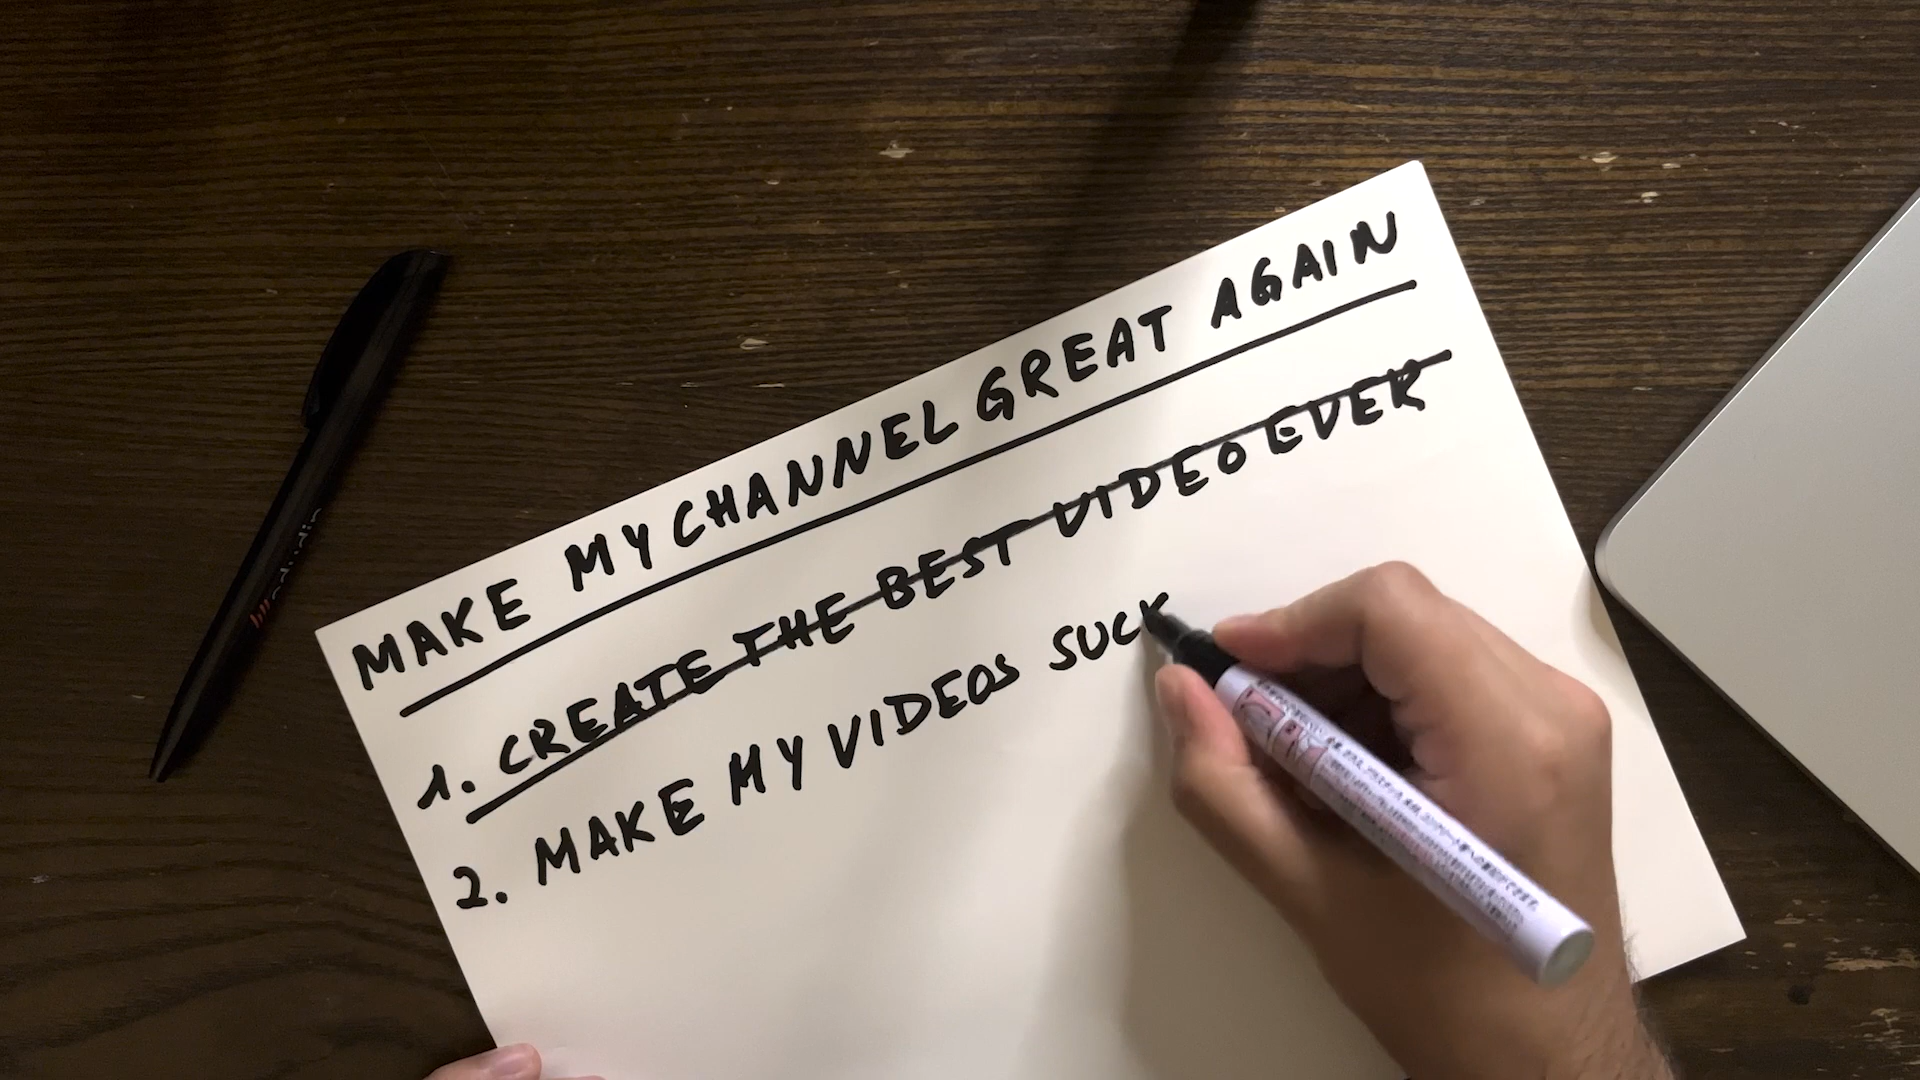 MAKE MY CHANNEL GREAT AGAIN
1. CREATE THE BEST VIDEO EVER
2. MAKE MY VIDEOS SUCK